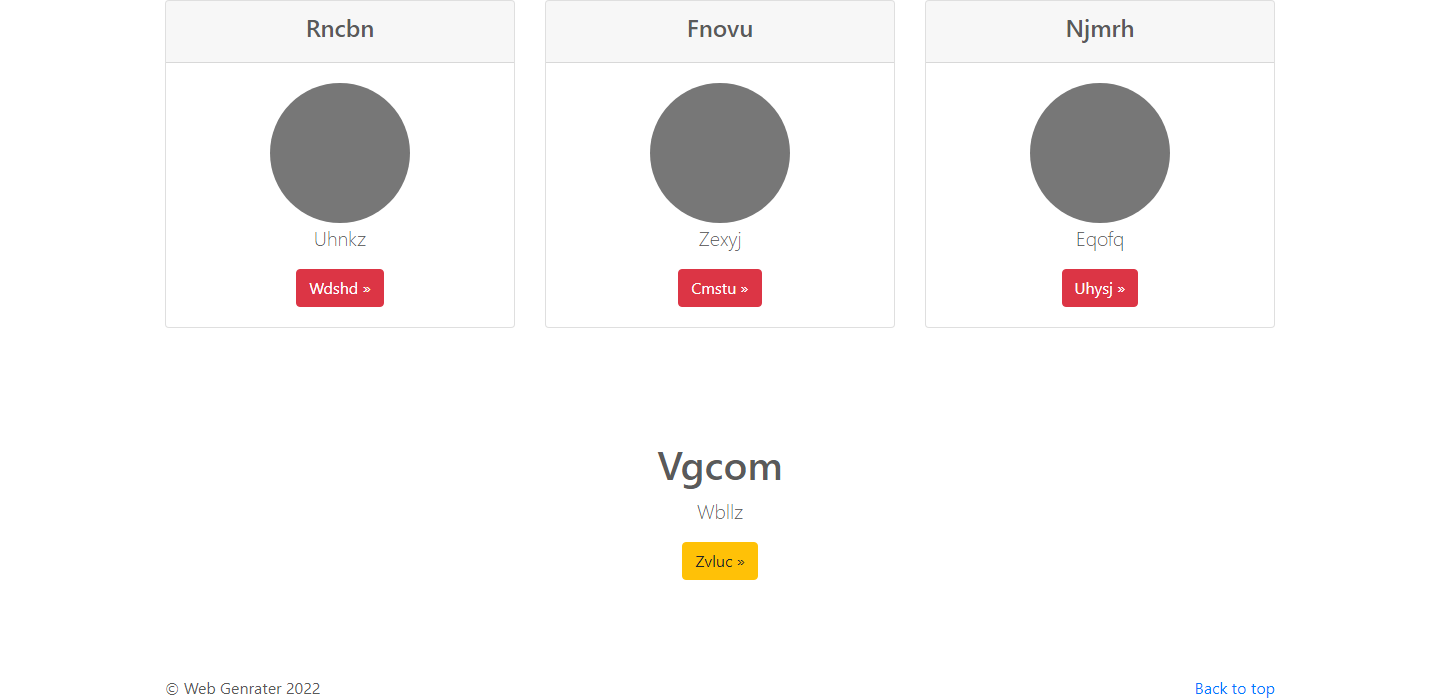 Rncbn
Uhnkz
Wdshd »
Fnovu
Zexyj
Cmstu »
Njmrh
Eqofq
Uhysj »
Vgcom
Wbllz
Zvluc »
© Web Genrater 2022
Back to top